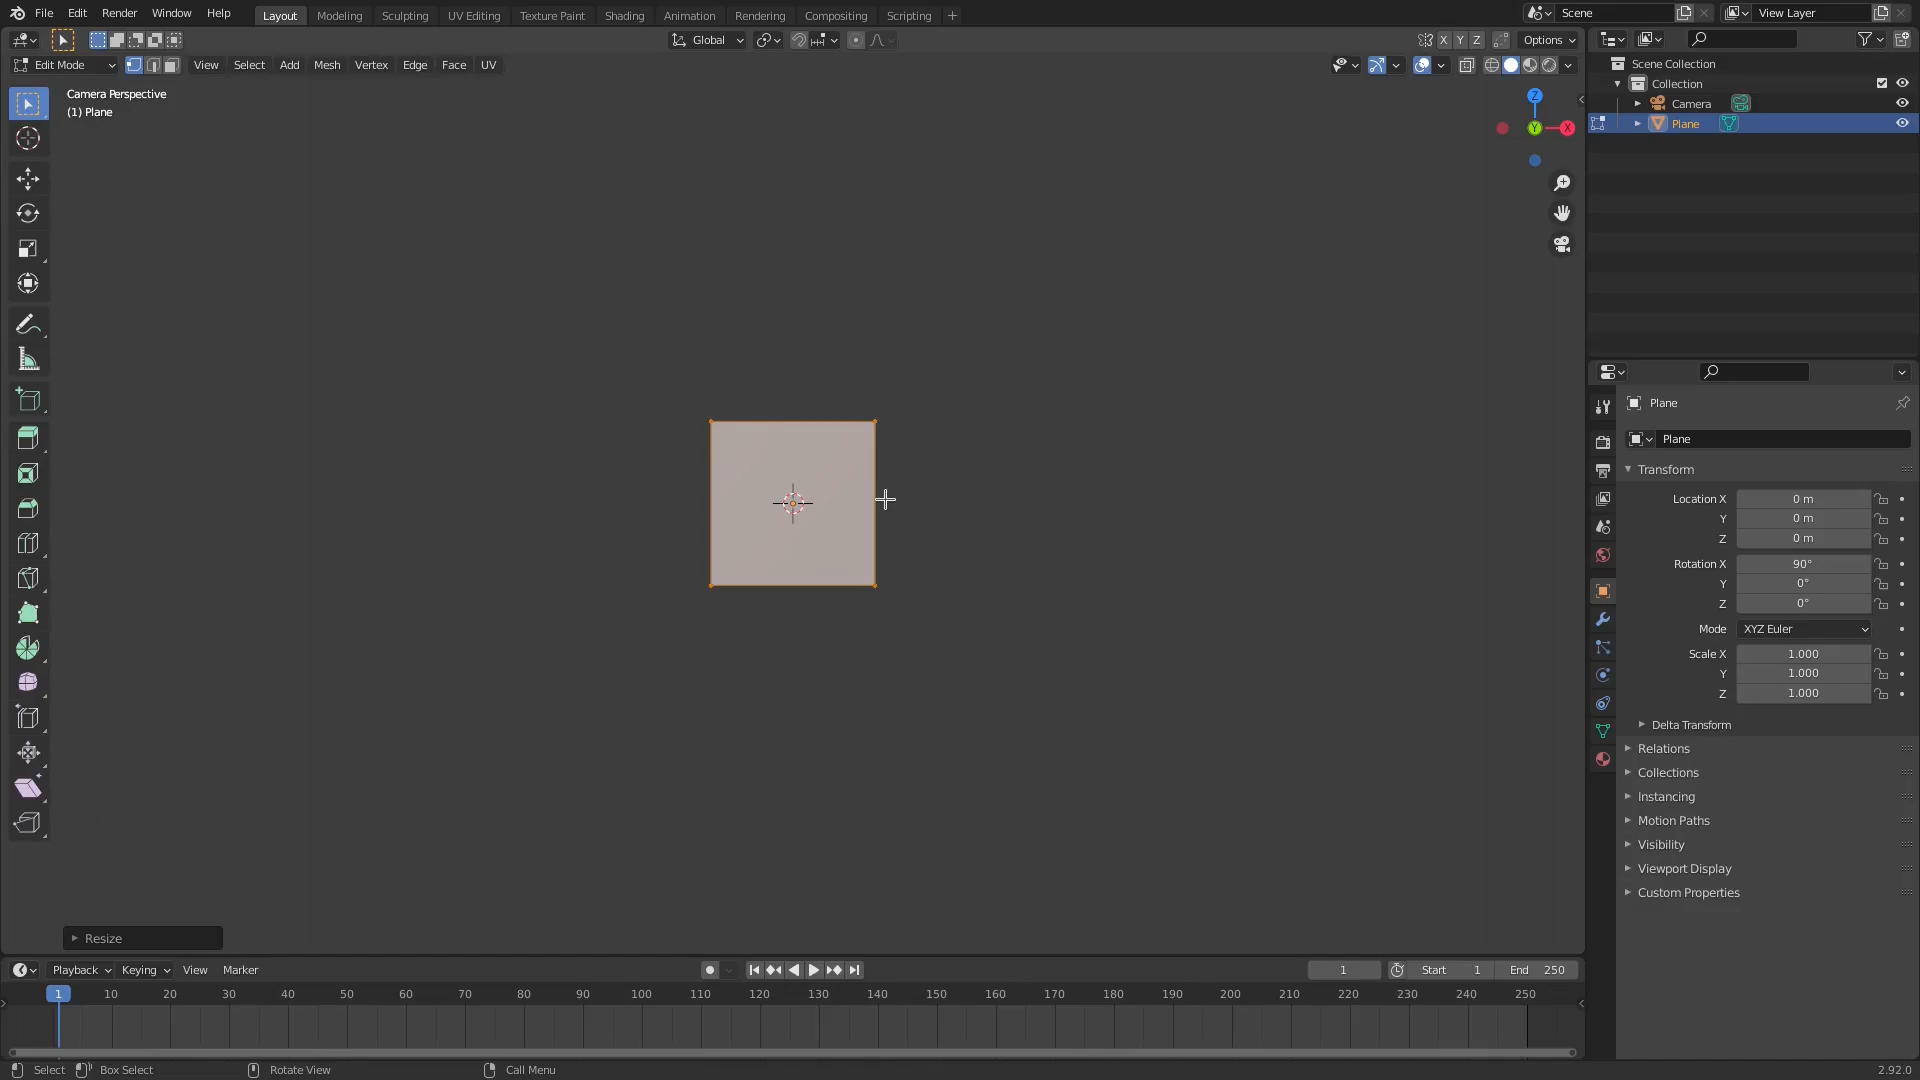 File Edit Render Window Help Layout Modeling Sculpting UV Editing Texture Paint Shading Animation Rendering Compositing Scripting Scene View Layer
Global X Y Z Options
Edit Mode View Select Add Mesh Vertex Edge Face UV
Camera Perspective
(1) Plane
Z
Y
X
Resize
Scene Collection
Collection
Camera
Plane
Plane
Plane
Transform
Location X 0 m
Y 0 m
Z 0 m
Rotation X 90°
Y 0°
Z 0°
Mode XYZ Euler
Scale X 1.000
Y 1.000
Z 1.000
Delta Transform
Relations
Collections
Instancing
Motion Paths
Visibility
Viewport Display
Custom Properties
Playback Keying View Marker 1 Start 1 End 250
1 10 20 30 40 50 60 70 80 90 100 110 120 130 140 150 160 170 180 190 200 210 220 230 240 250
Select Box Select Rotate View Call Menu 2.92.0